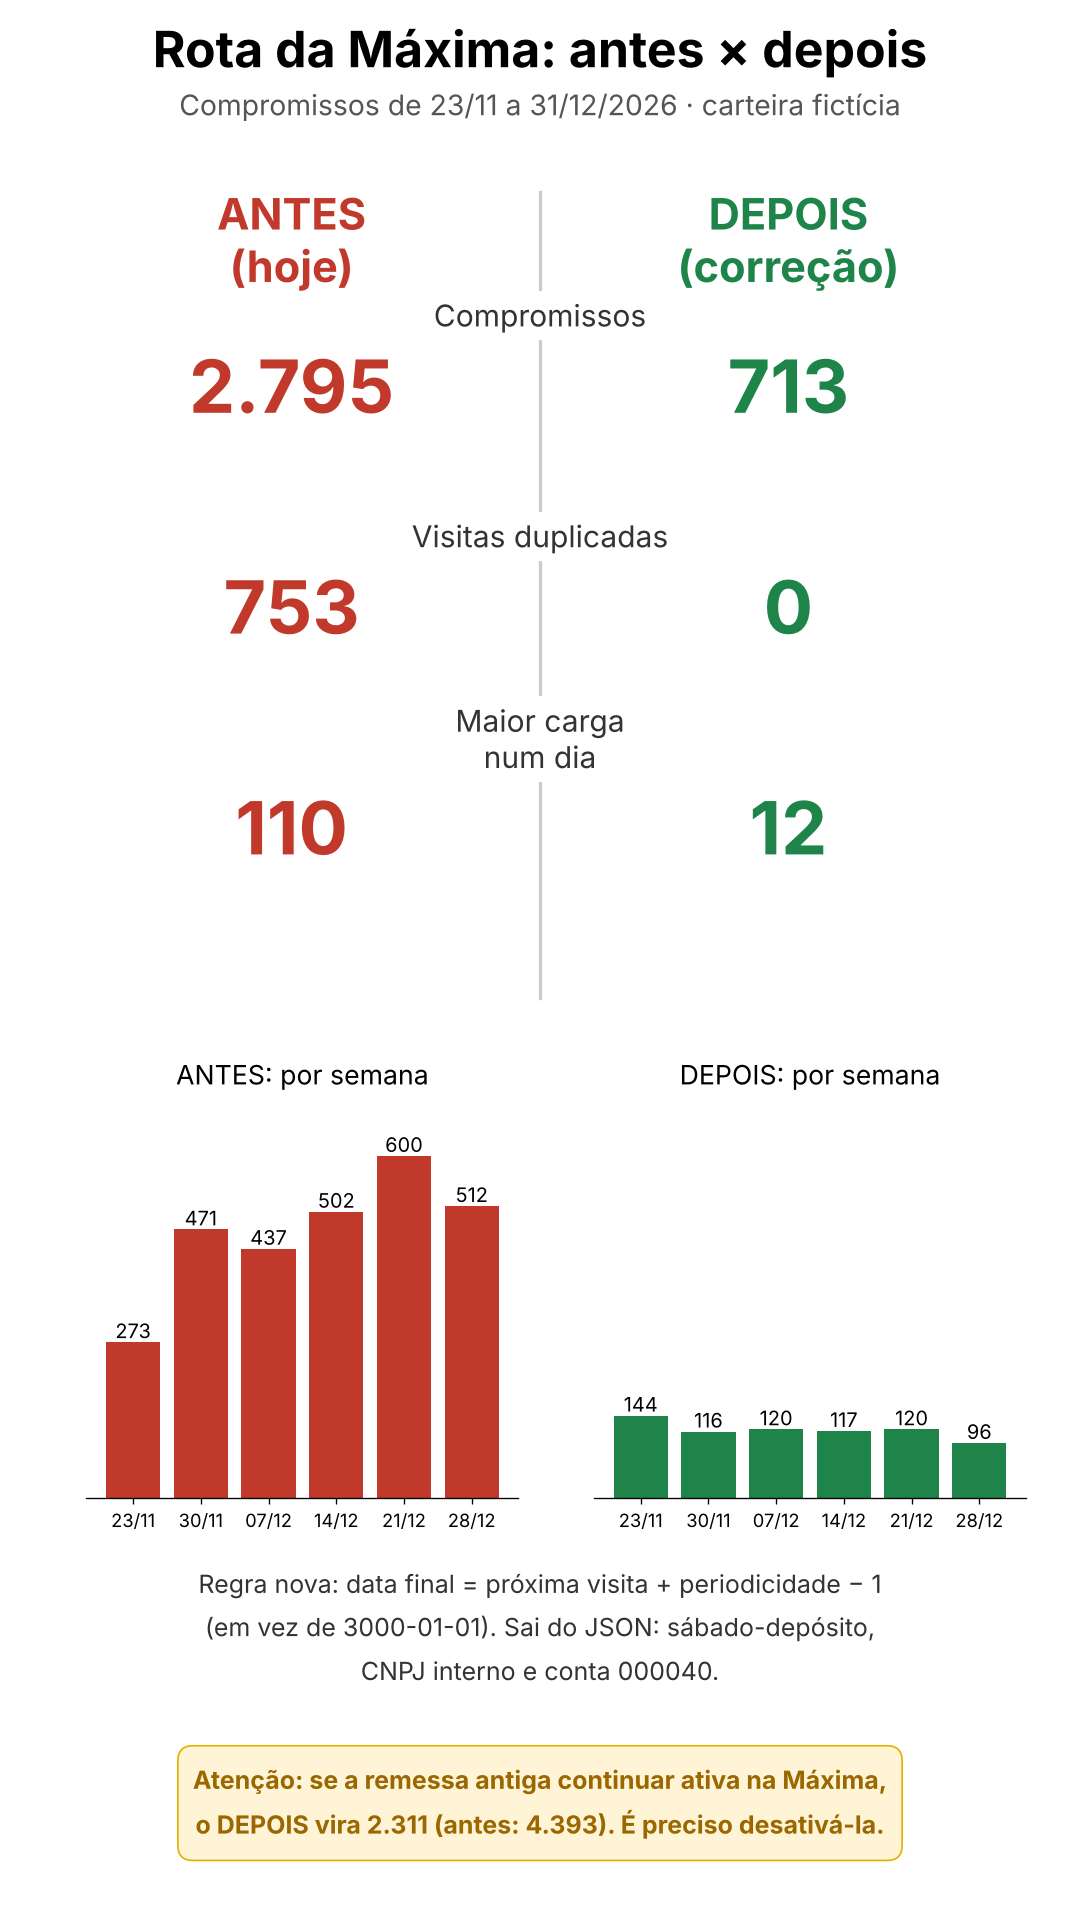 Rota da Máxima: antes × depois
Compromissos de 23/11 a 31/12/2026 · carteira fictícia
ANTES
(hoje)
DEPOIS
(correção)
Compromissos
2.795
713
Visitas duplicadas
753
0
Maior carga
num dia
110
12
ANTES: por semana
273
471
437
502
600
512
23/11
30/11
07/12
14/12
21/12
28/12
DEPOIS: por semana
144
116
120
117
120
96
23/11
30/11
07/12
14/12
21/12
28/12
Regra nova: data final = próxima visita + periodicidade − 1
(em vez de 3000-01-01). Sai do JSON: sábado-depósito,
CNPJ interno e conta 000040.
Atenção: se a remessa antiga continuar ativa na Máxima,
o DEPOIS vira 2.311 (antes: 4.393). É preciso desativá-la.